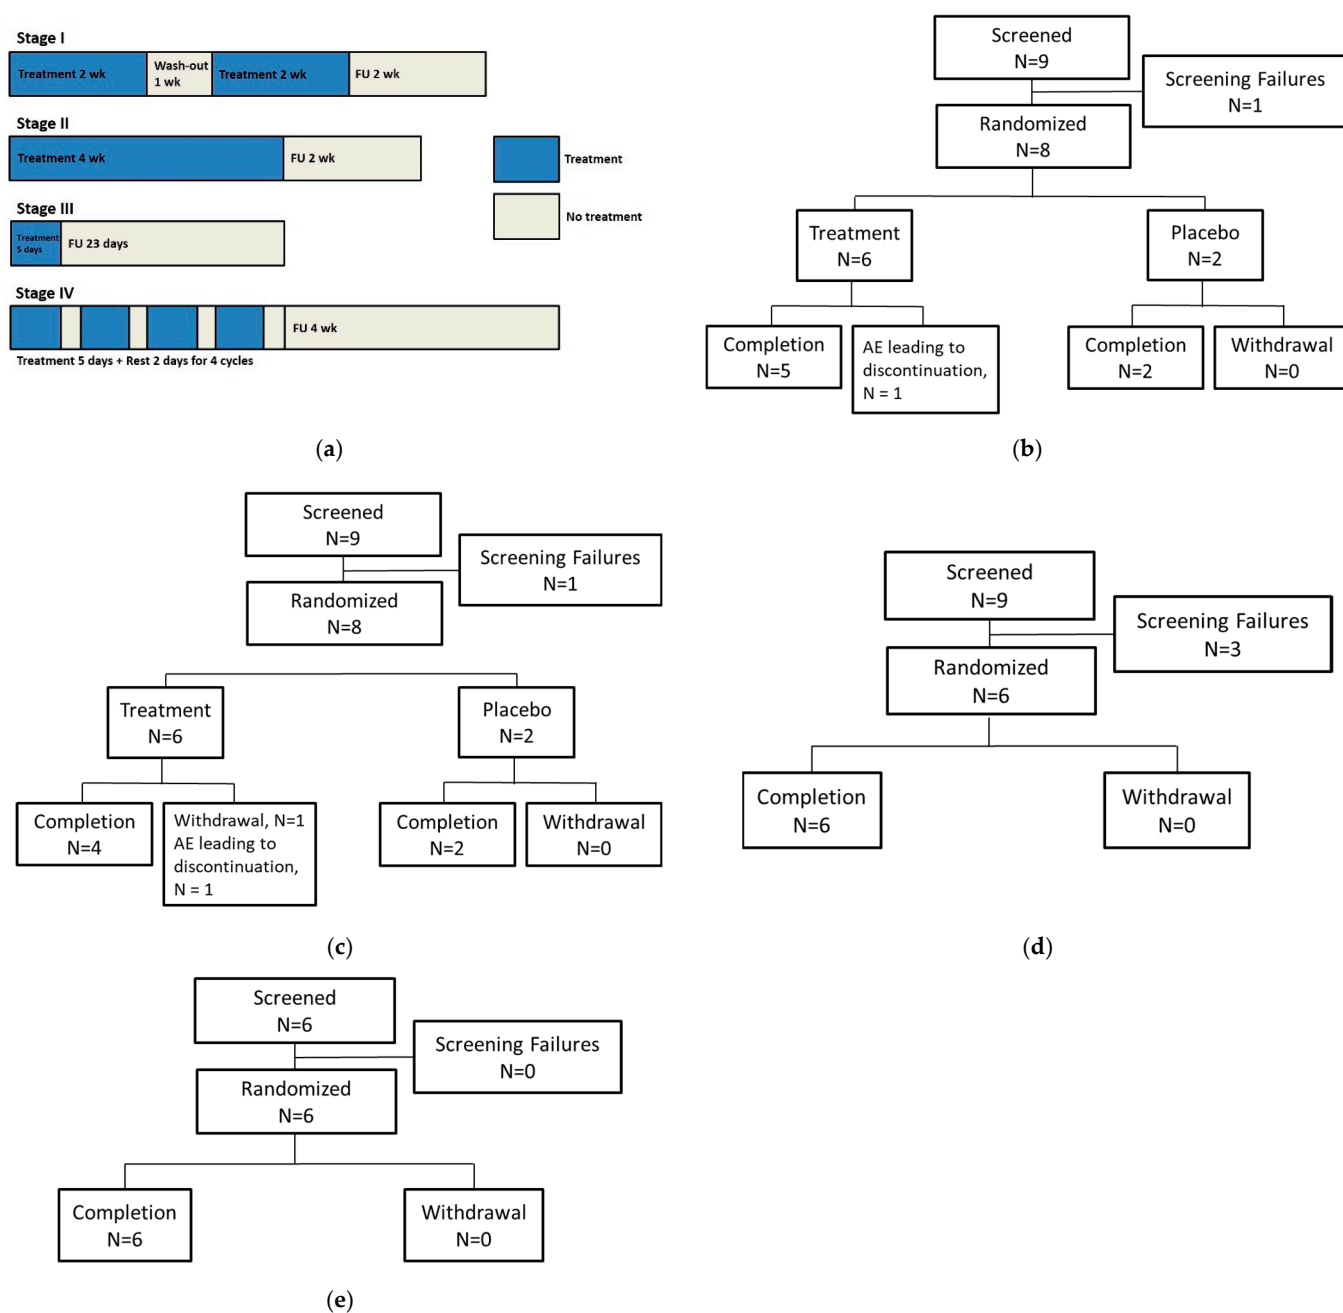 Stage I
Treatment 2 wk
Wash-out
1 wk
Treatment 2 wk
FU 2 wk
Stage II
Treatment 4 wk
FU 2 wk
Stage III
Treatment
5 days
FU 23 days
Stage IV
FU 4 wk
Treatment 5 days + Rest 2 days for 4 cycles
Treatment
No treatment
(a)
Screened
N=9
Screening Failures
N=1
Randomized
N=8
Treatment
N=6
Placebo
N=2
Completion
N=5
AE leading to
discontinuation,
N = 1
Completion
N=2
Withdrawal
N=0
(b)
Screened
N=9
Screening Failures
N=1
Randomized
N=8
Treatment
N=6
Placebo
N=2
Completion
N=4
Withdrawal, N=1
AE leading to
discontinuation,
N = 1
Completion
N=2
Withdrawal
N=0
(c)
Screened
N=9
Screening Failures
N=3
Randomized
N=6
Completion
N=6
Withdrawal
N=0
(d)
Screened
N=6
Screening Failures
N=0
Randomized
N=6
Completion
N=6
Withdrawal
N=0
(e)